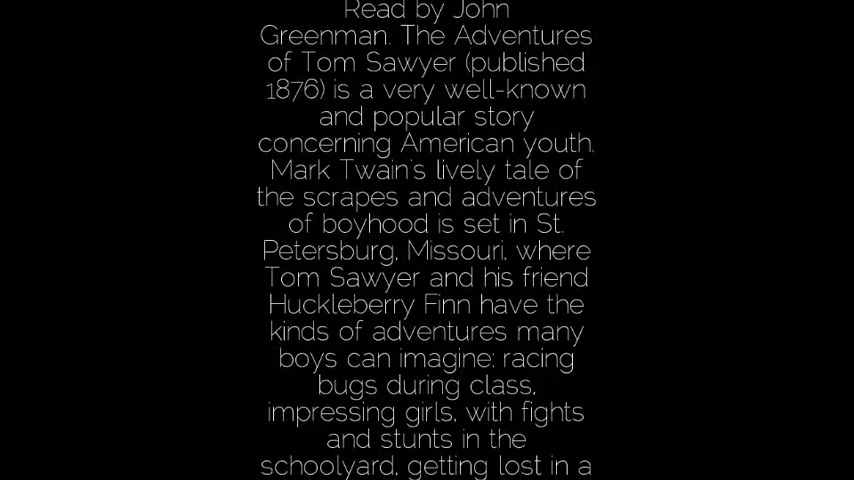 Read by John
Greenman. The Adventures
of Tom Sawyer (published
1876) is a very well-known
and popular story
concerning American youth.
Mark Twain's lively tale of
the scrapes and adventures
of boyhood is set in St.
Petersburg, Missouri, where
Tom Sawyer and his friend
Huckleberry Finn have the
kinds of adventures many
boys can imagine: racing
bugs during class,
impressing girls, with fights
and stunts in the
schoolyard, getting lost in a